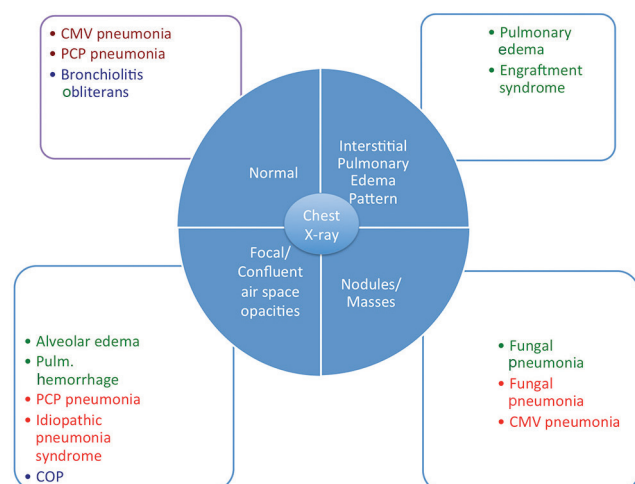 • CMV pneumonia
• PCP pneumonia
• Bronchiolitis
obliterans
• Pulmonary
edema
• Engraftment
syndrome
Normal
Interstitial
Pulmonary
Edema
Pattern
Chest
X-ray
Focal/
Confluent
air space
opacities
Nodules/
Masses
• Alveolar edema
• Pulm.
hemorrhage
• PCP pneumonia
• Idiopathic
pneumonia
syndrome
• COP
• Fungal
pneumonia
• Fungal
pneumonia
• CMV pneumonia